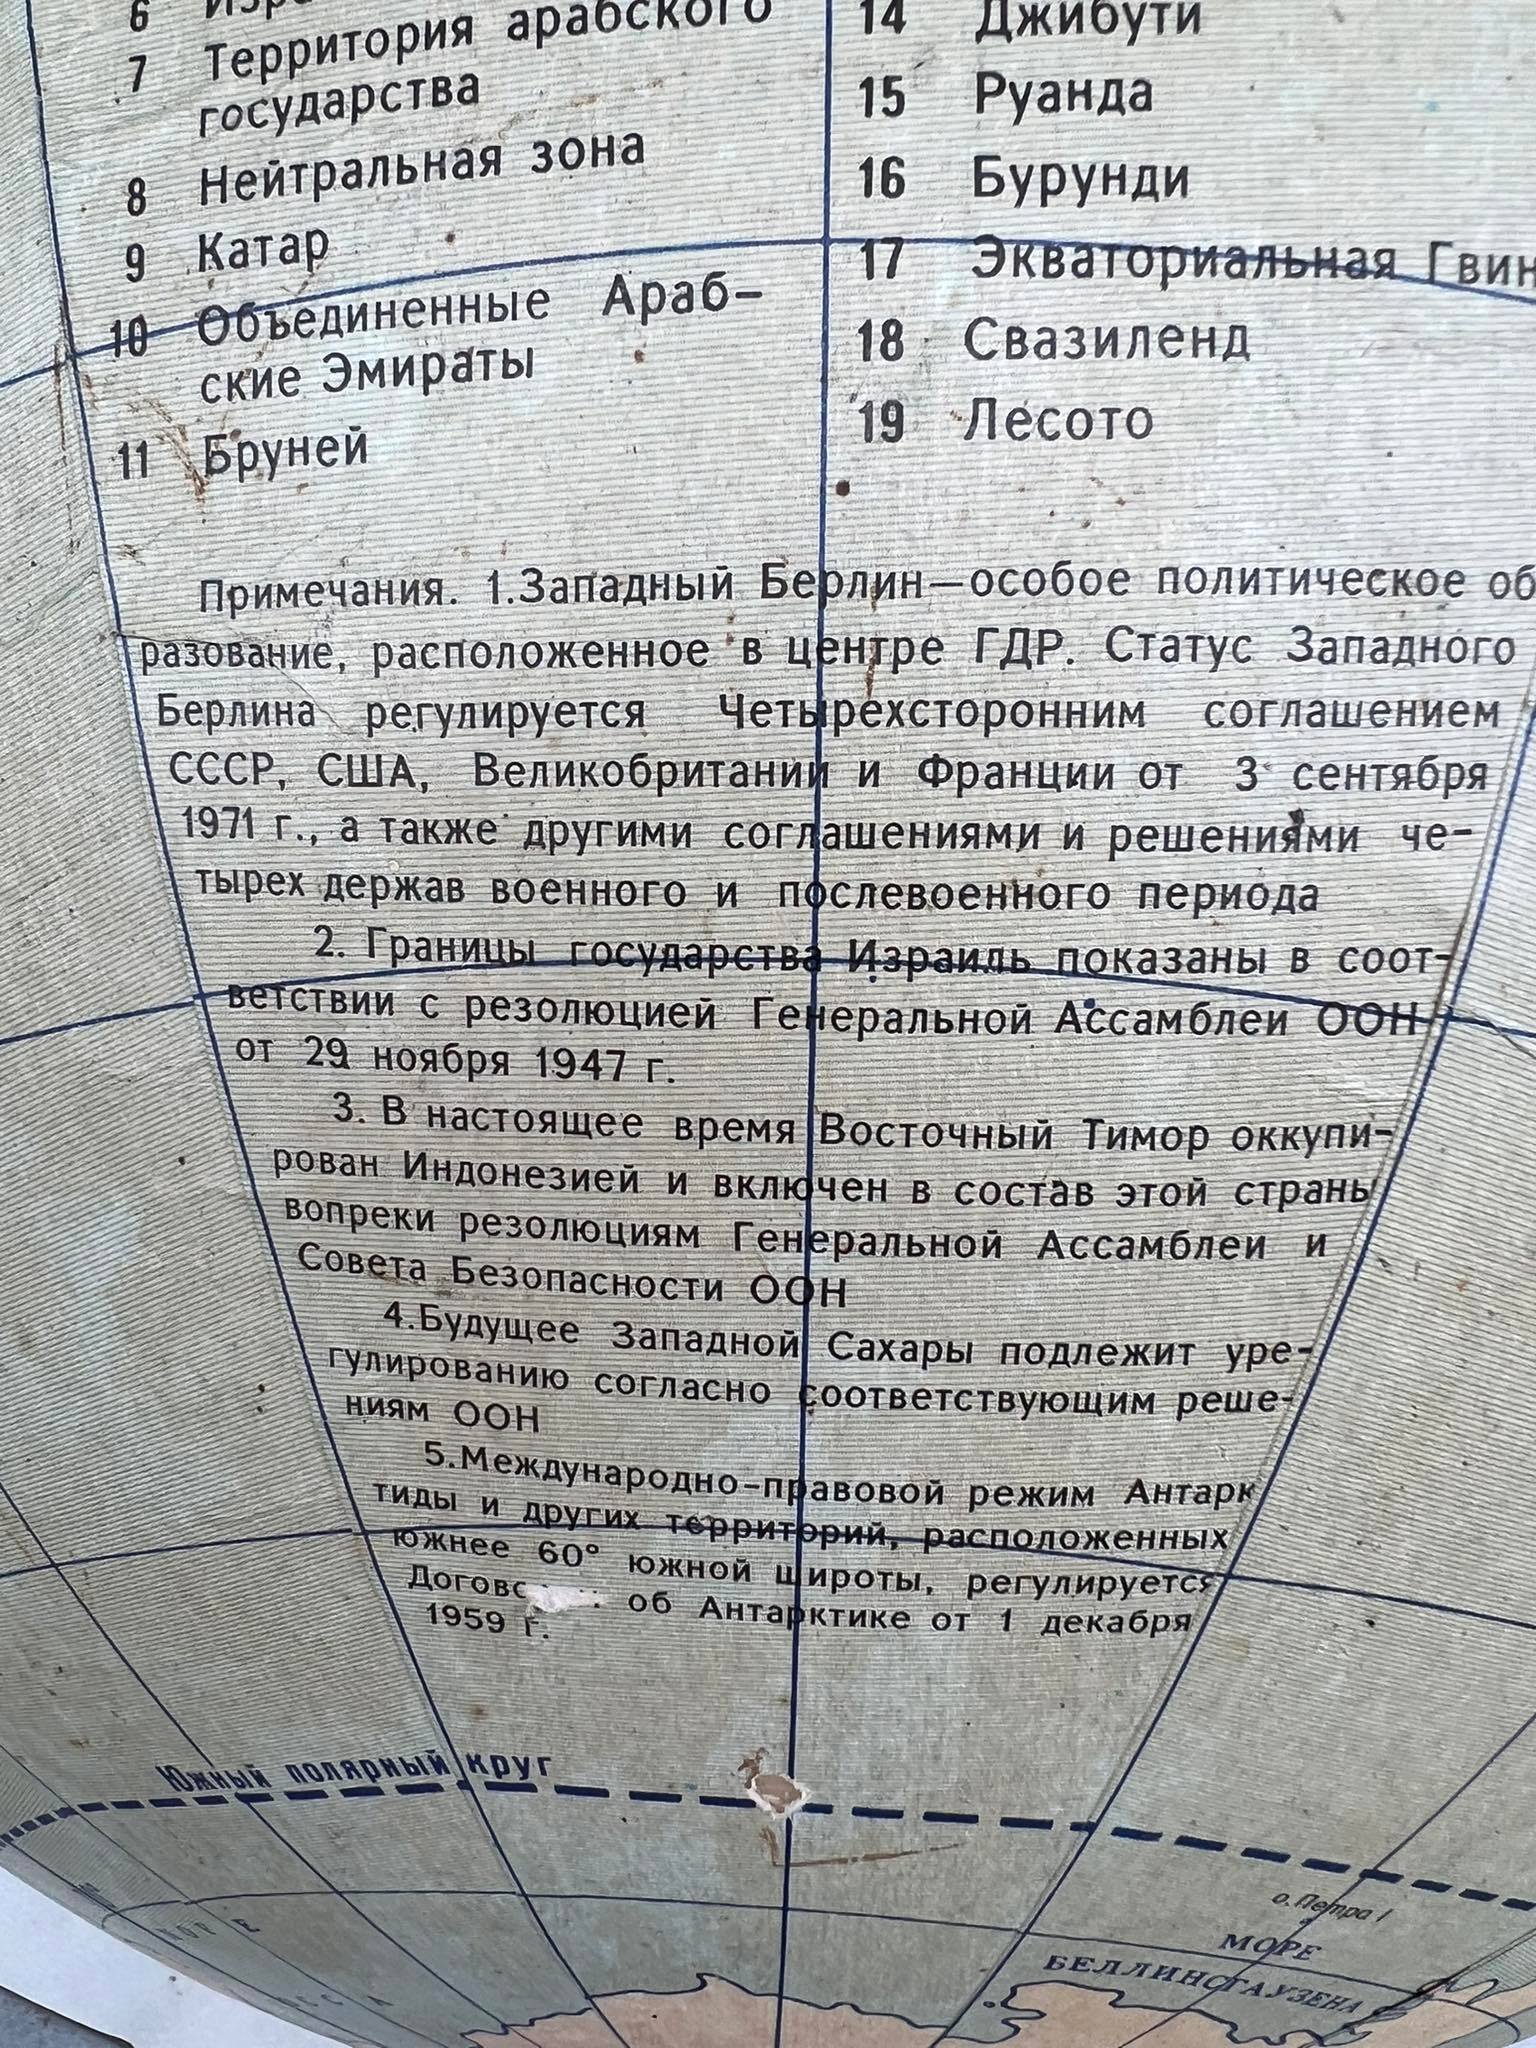 6
7 Территория арабского
государства
8 Нейтральная зона
9 Катар
10 Объединенные Араб-
ские Эмираты
11 Бруней
14 Джибути
15 Руанда
16 Бурунди
17 Экваториальная Гвин
18 Свазиленд
19 Лесото
Примечания. 1. Западный Берлин—особое политическое об
разование, расположенное в центре ГДР. Статус Западного
Берлина регулируется Четырехсторонним соглашением
СССР, США, Великобритании и Франции от 3 сентября
1971 г., а также другими соглашениями и решениями че-
тырех держав военного и послевоенного периода
2. Границы государства Израиль показаны в соот-
ветствии с резолюцией Генеральной Ассамблеи ООН
от 29 ноября 1947 г.
3. В настоящее время Восточный Тимор оккупи-
рован Индонезией и включен в состав этой страны
вопреки резолюциям Генеральной Ассамблеи и
Совета Безопасности ООН
4. Будущее Западной Сахары подлежит уре-
гулированию согласно соответствующим реше-
ниям ООН
5. Международно-правовой режим Антарк
тиды и других территорий, расположенных
южнее 60° южной широты, регулируется
об Антарктике от 1 декабря
1959 г.
Южный полярный круг
о. Петра I
МОРЕ
БЕЛЛИНСГАУЗЕНА